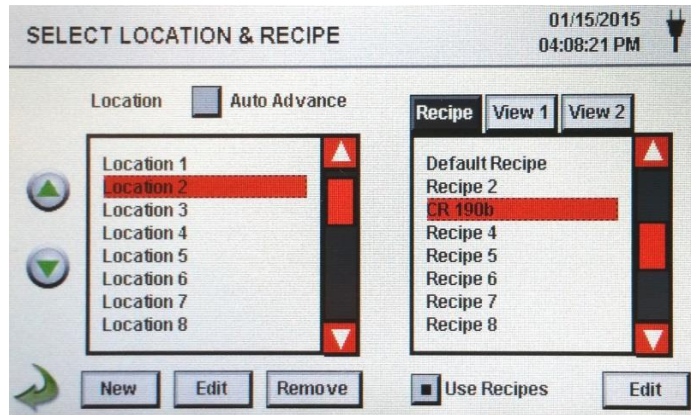 SELECT LOCATION & RECIPE
01/15/2015
04:08:21 PM
Location
Auto Advance
Recipe
View 1
View 2
Location 1
Location 2
Location 3
Location 4
Location 5
Location 6
Location 7
Location 8
Default Recipe
Recipe 2
CR 190b
Recipe 4
Recipe 5
Recipe 6
Recipe 7
Recipe 8
New
Edit
Remove
Use Recipes
Edit